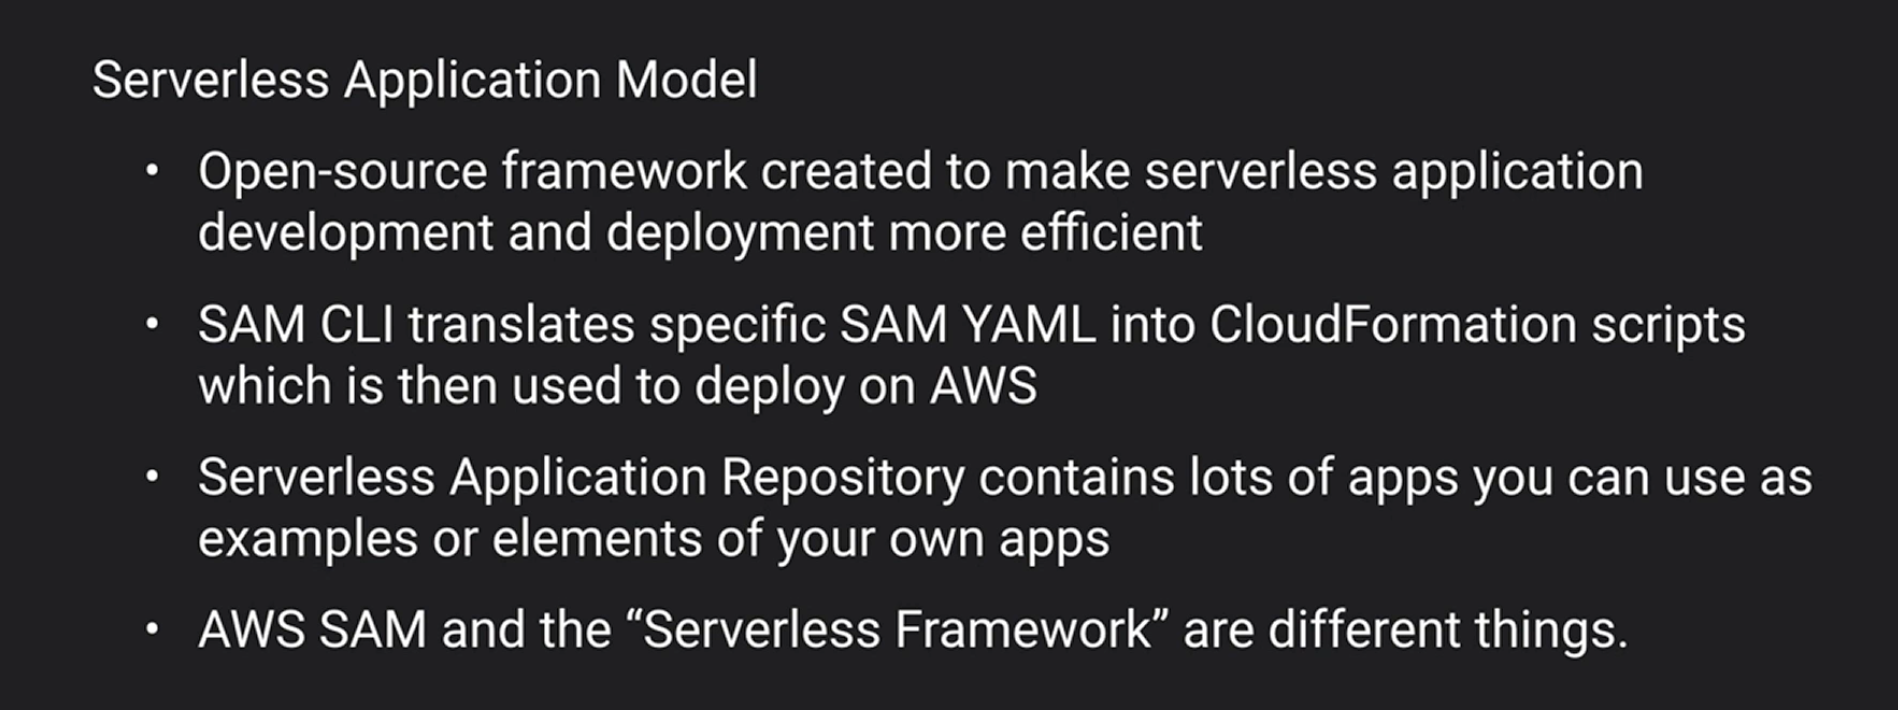 Serverless Application Model
• Open-source framework created to make serverless application
development and deployment more efficient
• SAM CLI translates specific SAM YAML into CloudFormation scripts
which is then used to deploy on AWS
• Serverless Application Repository contains lots of apps you can use as
examples or elements of your own apps
• AWS SAM and the “Serverless Framework” are different things.